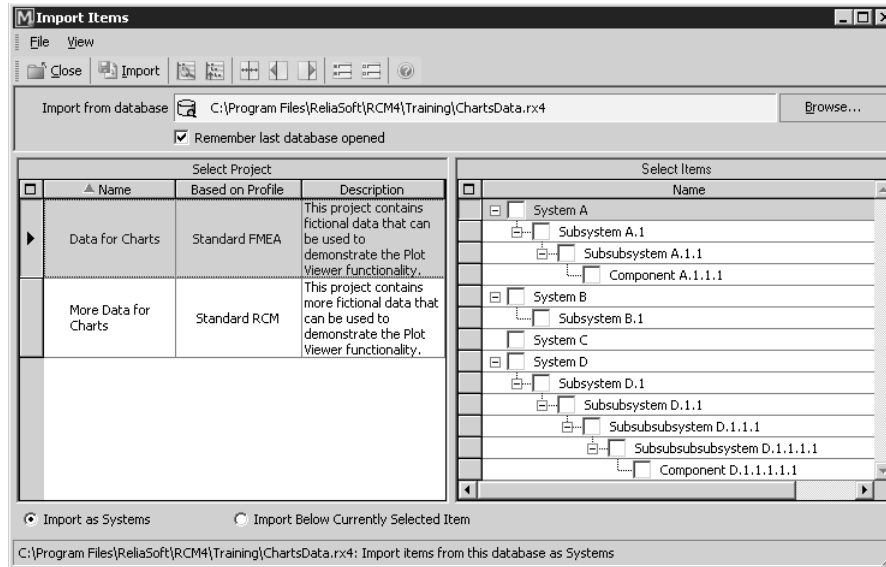 Import Items
File View
Close Import
Import from database C:\Program Files\ReliaSoft\RCM4\Training\ChartsData.rx4 Browse...
Remember last database opened
Select Project
Name Based on Profile Description
Data for Charts Standard FMEA This project contains
fictional data that can
be used to
demonstrate the Plot
Viewer functionality.
More Data for
Charts Standard RCM This project contains
more fictional data that
can be used to
demonstrate the Plot
Viewer functionality.
Select Items
Name
System A
Subsystem A.1
Subsubsystem A.1.1
Component A.1.1.1
System B
Subsystem B.1
System C
System D
Subsystem D.1
Subsubsystem D.1.1
Subsubsubsystem D.1.1.1
Subsubsubsubsystem D.1.1.1.1
Component D.1.1.1.1.1
Import as Systems Import Below Currently Selected Item
C:\Program Files\ReliaSoft\RCM4\Training\ChartsData.rx4: Import items from this database as Systems